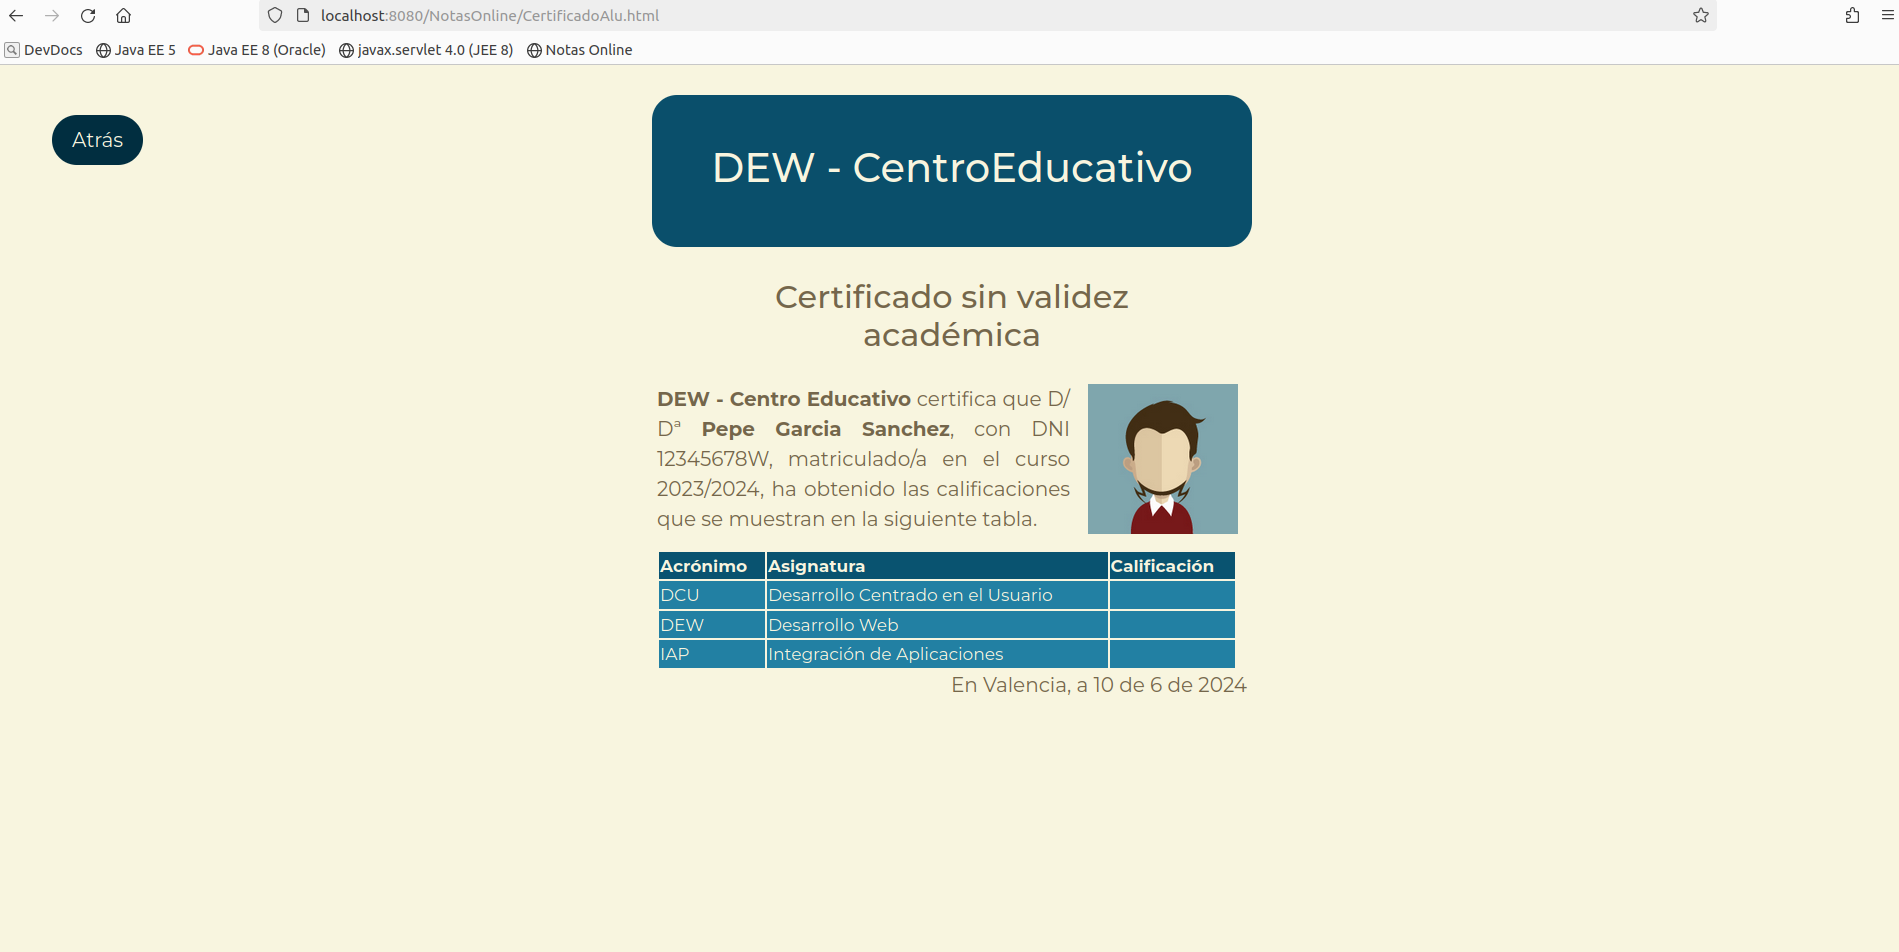 localhost:8080/NotasOnline/CertificadoAlu.html
DevDocs Java EE 5 Java EE 8 (Oracle) javax.servlet 4.0 (JEE 8) Notas Online
Atrás
DEW - CentroEducativo
Certificado sin validez
académica
DEW - Centro Educativo certifica que D/
Dª Pepe Garcia Sanchez, con DNI
12345678W, matriculado/a en el curso
2023/2024, ha obtenido las calificaciones
que se muestran en la siguiente tabla.
Acrónimo Asignatura Calificación
DCU Desarrollo Centrado en el Usuario
DEW Desarrollo Web
IAP Integración de Aplicaciones
En Valencia, a 10 de 6 de 2024